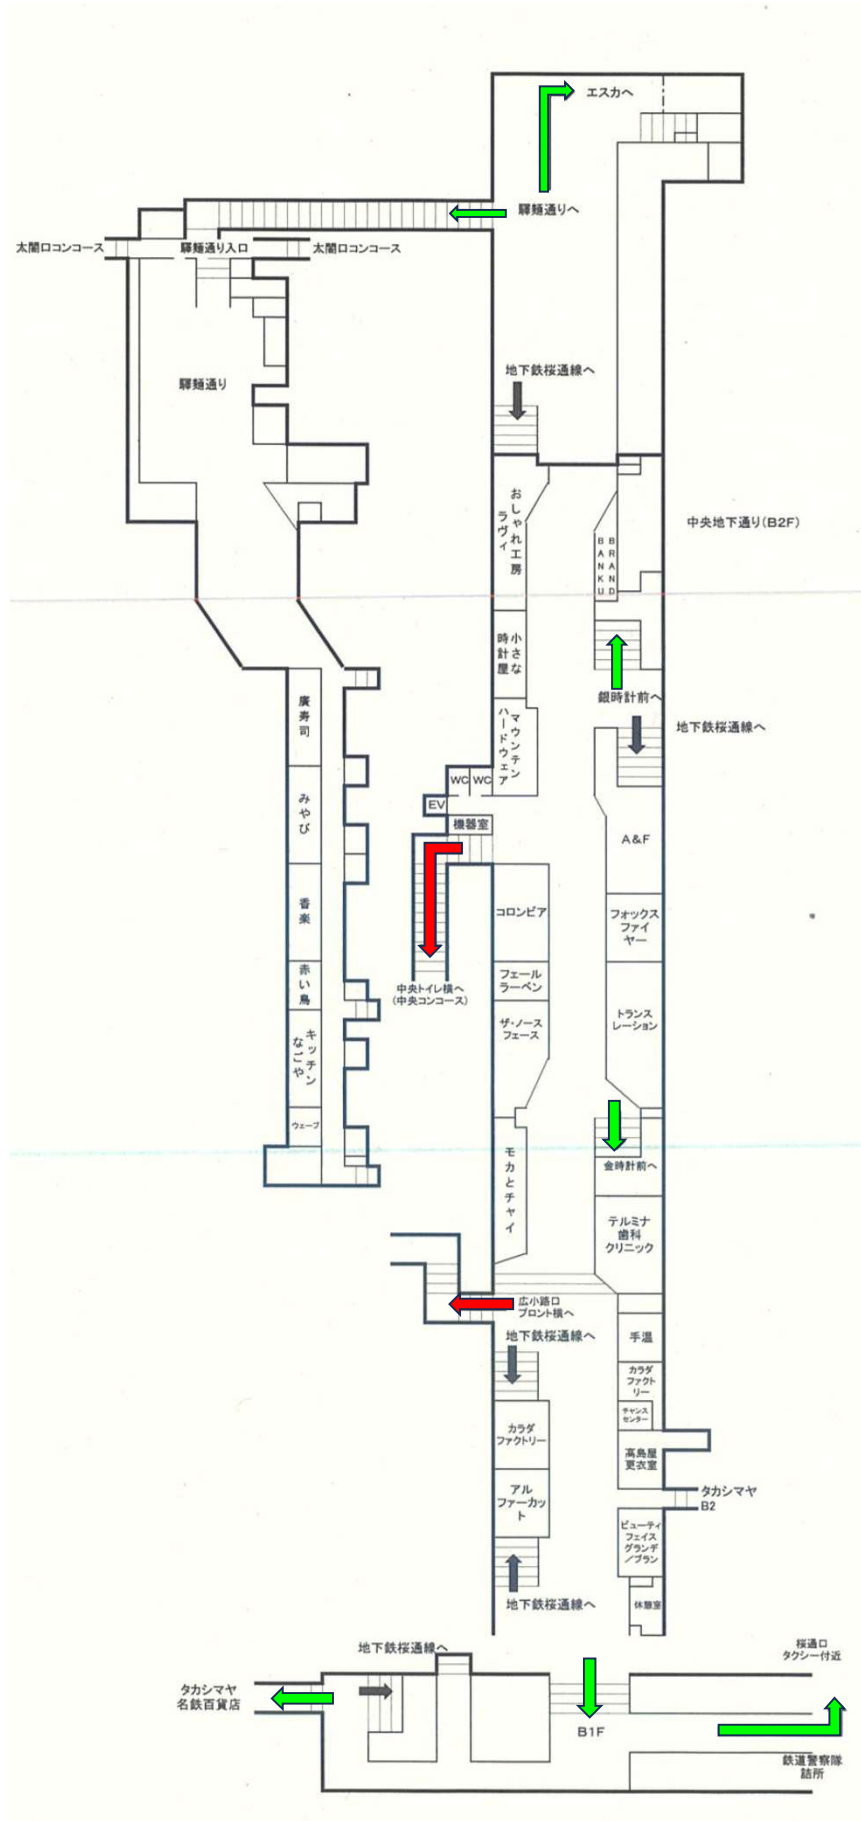 エスカへ
驛麺通りへ
太閤口コンコース
驛麺通り入口
太閤口コンコース
驛麺通り
地下鉄桜通線へ
おしゃれ工房
ラヴィ
BRAND
BANKU
中央地下通り(B2F)
小さな
時計屋
銀時計前へ
地下鉄桜通線へ
マウンテン
ハードウェア
WC
WC
EV
機器室
廣寿司
みやび
香楽
赤い鳥
キッチン
なごや
ウェーブ
A&F
コロンビア
フォックス
ファイ
ヤー
フェール
ラーベン
中央トイレ横へ
(中央コンコース)
ザ・ノース
フェース
トランス
レーション
金時計前へ
モカとチャイ
テルミナ
歯科
クリニック
広小路口
プロント横へ
地下鉄桜通線へ
手温
カラダ
ファクト
リー
チャンス
センター
カラダ
ファクトリー
高島屋
更衣室
アル
ファーカッ
ト
タカシマヤ
B2
ビューティ
フェイス
グランデ
/ブラン
地下鉄桜通線へ
休憩室
地下鉄桜通線へ
桜通口
タクシー付近
タカシマヤ
名鉄百貨店
B1F
鉄道警察隊
詰所